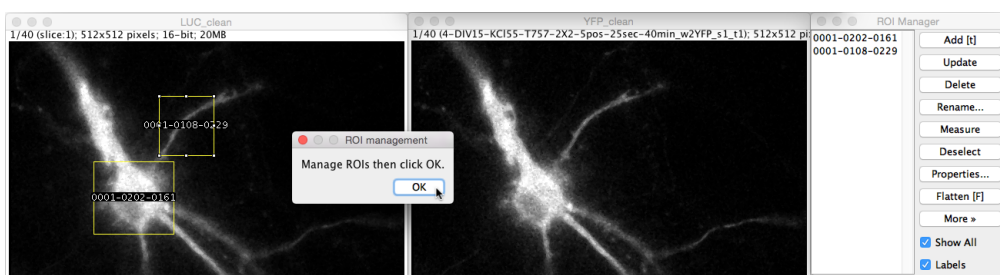 LUC_clean
1/40 (slice:1); 512x512 pixels; 16-bit; 20MB
0001-0108-0229
0001-0202-0161
ROI management
Manage ROIs then click OK.
OK
YFP_clean
1/40 (4-DIV15-KCl55-T757-2X2-5pos-25sec-40min_w2YFP_s1_t1); 512x512 pi
ROI Manager
0001-0202-0161
0001-0108-0229
Add [t]
Update
Delete
Rename...
Measure
Deselect
Properties...
Flatten [F]
More »
Show All
Labels